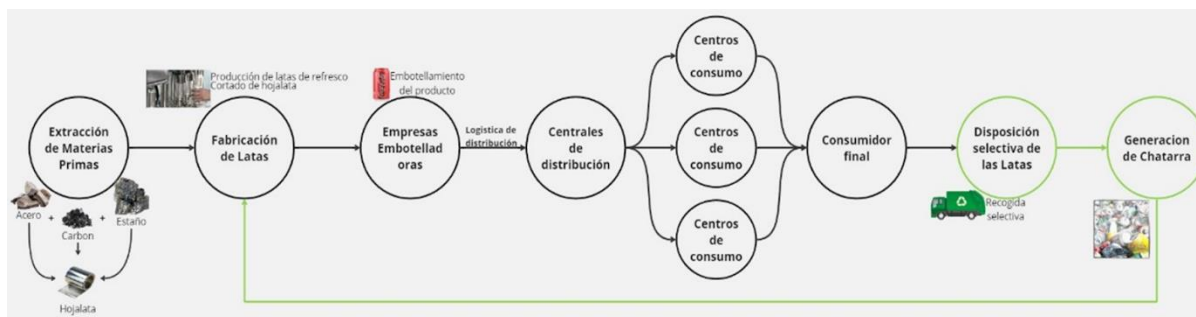 Extracción
de Materias
Primas
Acero
+
Carbon
+
Estaño
Hojalata
Producción de latas de refresco
Cortado de hojalata
Fabricación
de Latas
Embotellamiento
del producto
Empresas
Embotellad
oras
Logistica de
distribución
Centrales
de
distribución
Centros
de
consumo
Centros
de
consumo
Centros
de
consumo
Consumidor
final
Disposición
selectiva de
las Latas
Recogida
selectiva
Generacion
de Chatarra